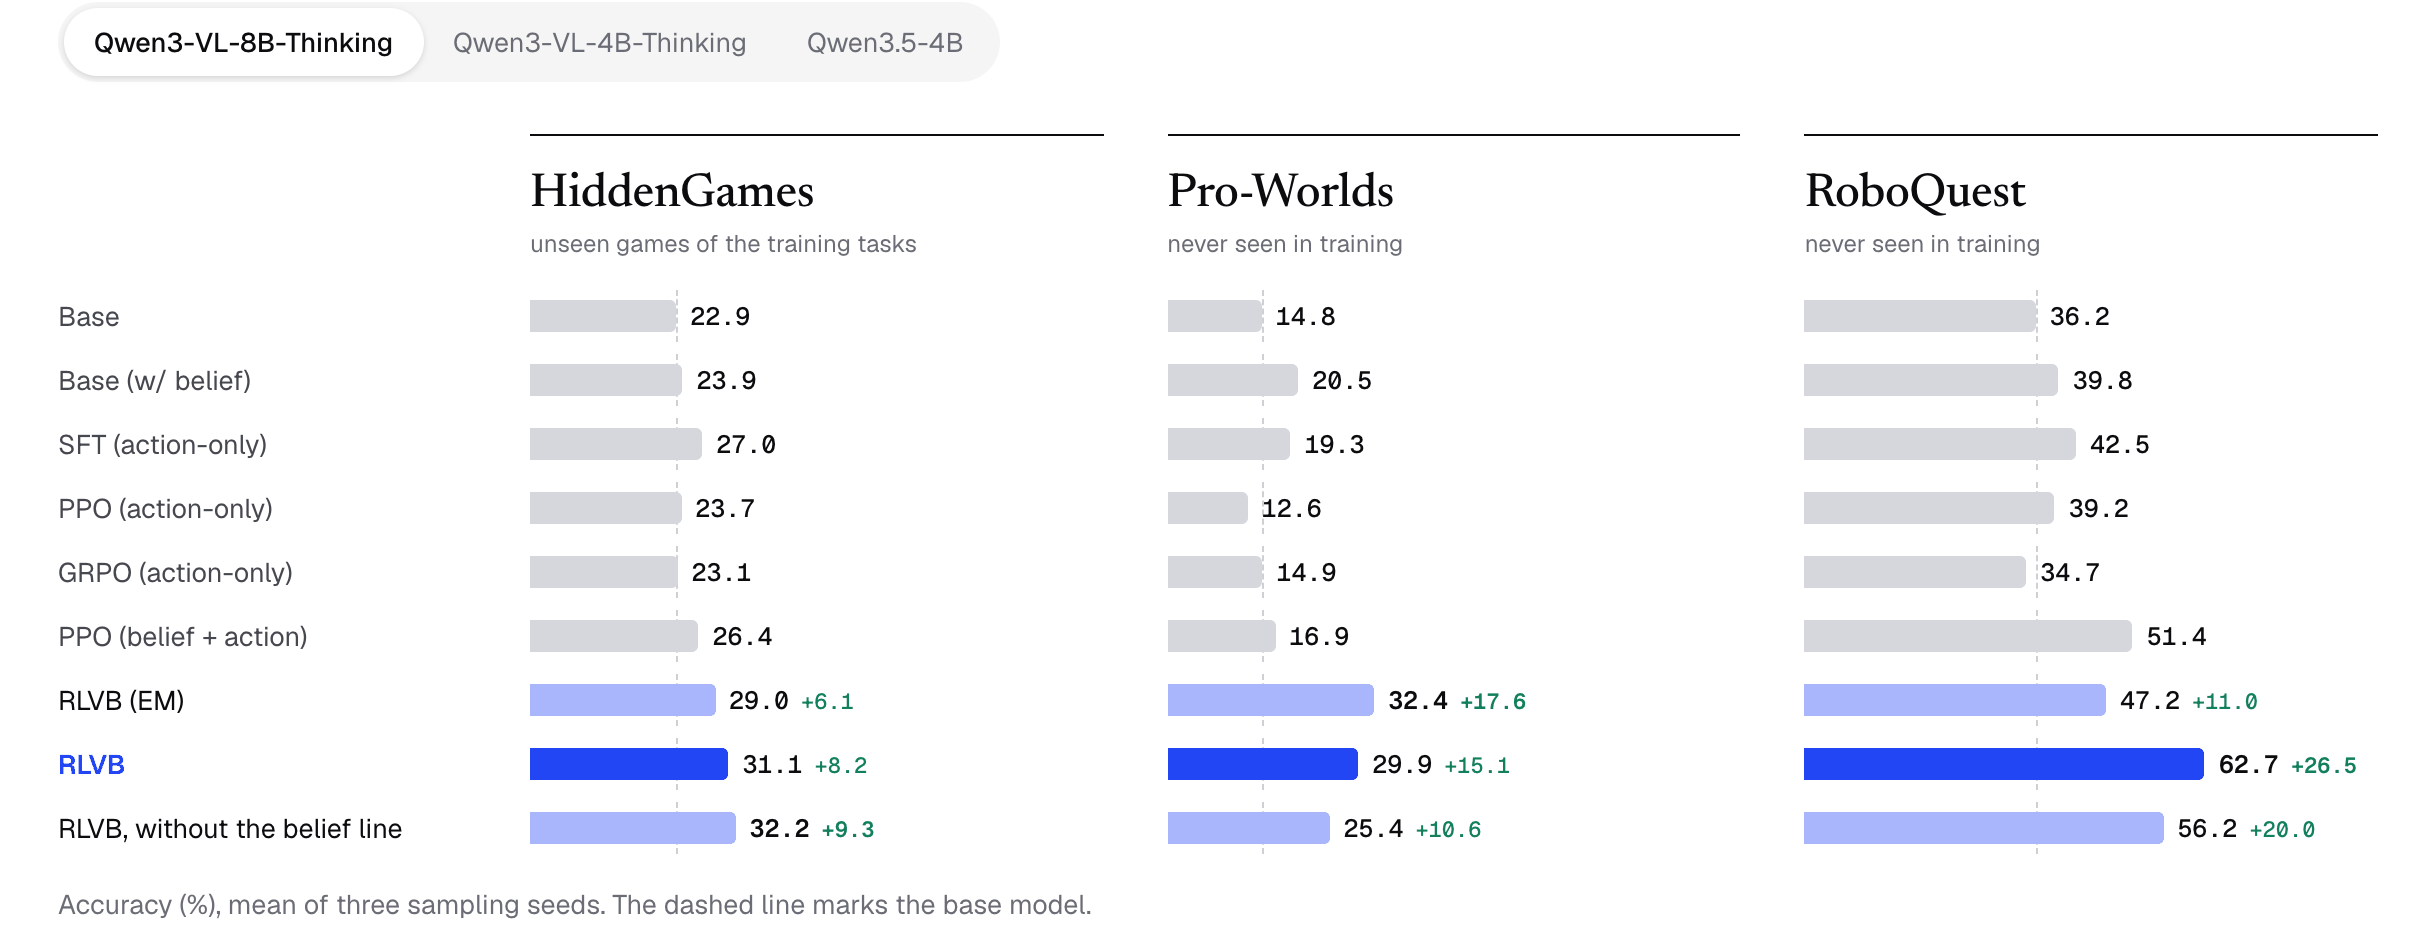 Qwen3-VL-8B-Thinking Qwen3-VL-4B-Thinking Qwen3.5-4B
HiddenGames Pro-Worlds RoboQuest
unseen games of the training tasks never seen in training never seen in training
Base 22.9 14.8 36.2
Base (w/ belief) 23.9 20.5 39.8
SFT (action-only) 27.0 19.3 42.5
PPO (action-only) 23.7 12.6 39.2
GRPO (action-only) 23.1 14.9 34.7
PPO (belief + action) 26.4 16.9 51.4
RLVB (EM) 29.0 +6.1 32.4 +17.6 47.2 +11.0
RLVB 31.1 +8.2 29.9 +15.1 62.7 +26.5
RLVB, without the belief line 32.2 +9.3 25.4 +10.6 56.2 +20.0
Accuracy (%), mean of three sampling seeds. The dashed line marks the base model.